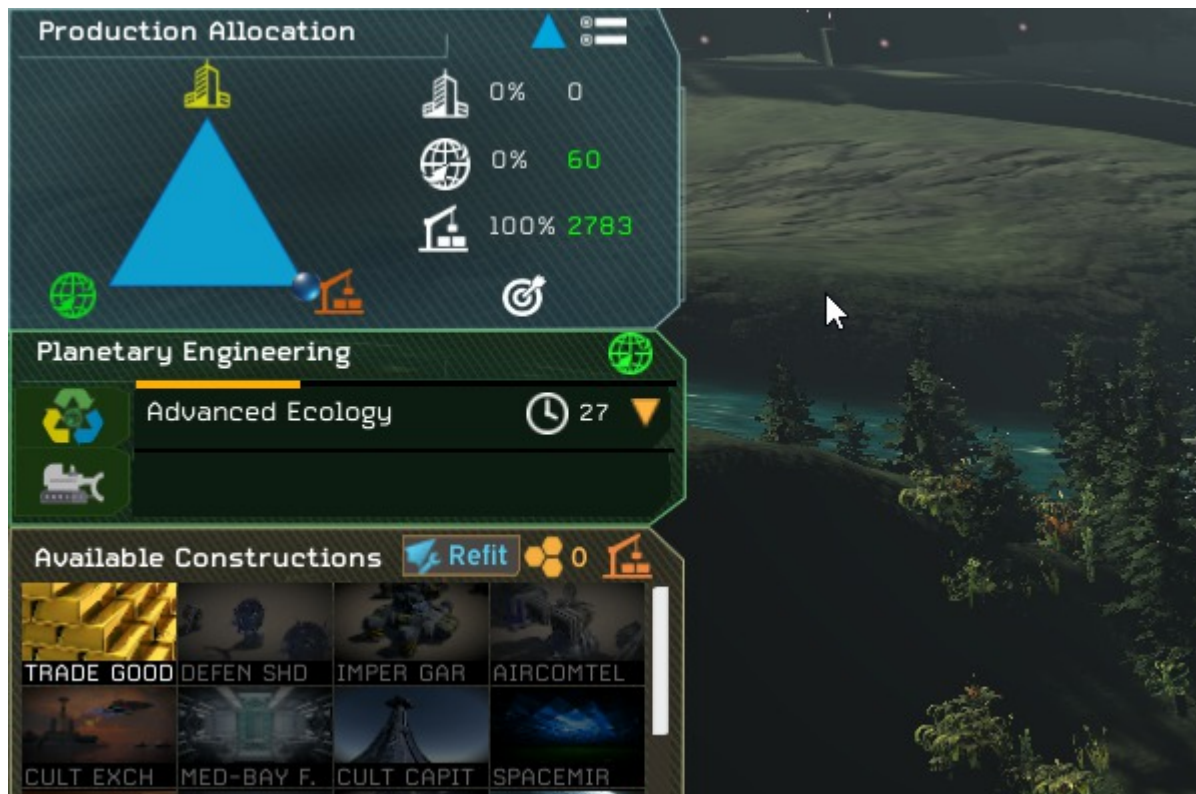 Production Allocation
0% 0
0% 60
100% 2783
Planetary Engineering
Advanced Ecology 27
Available Constructions Refit 0
TRADE GOOD DEFEN SHD IMPER GAR AIRCOMTEL
CULT EXCH MED-BAY F. CULT CAPIT SPACEMIR